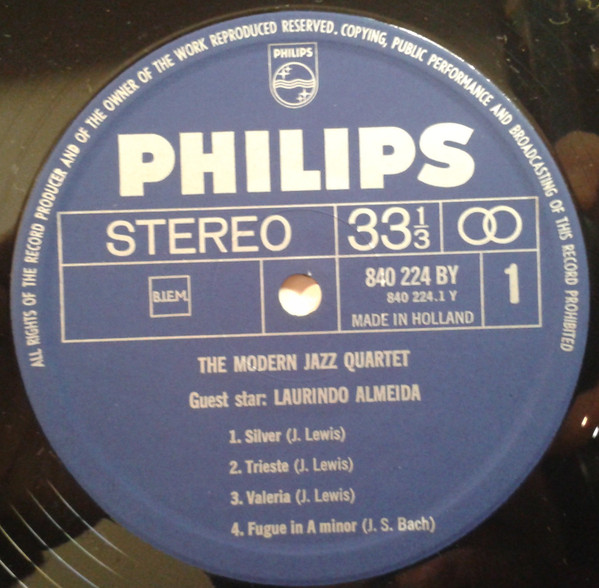 ALL RIGHTS OF THE RECORD PRODUCER AND OF THE OWNER OF THE WORK REPRODUCED RESERVED. COPYING, PUBLIC PERFORMANCE AND BROADCASTING OF THIS RECORD PROHIBITED
PHILIPS
PHILIPS
STEREO 33 1/3
B.I.E.M. 840 224 BY 1
840 224.1 Y
MADE IN HOLLAND
THE MODERN JAZZ QUARTET
Guest star: LAURINDO ALMEIDA
1. Silver (J. Lewis)
2. Trieste (J. Lewis)
3. Valeria (J. Lewis)
4. Fugue in A minor (J. S. Bach)